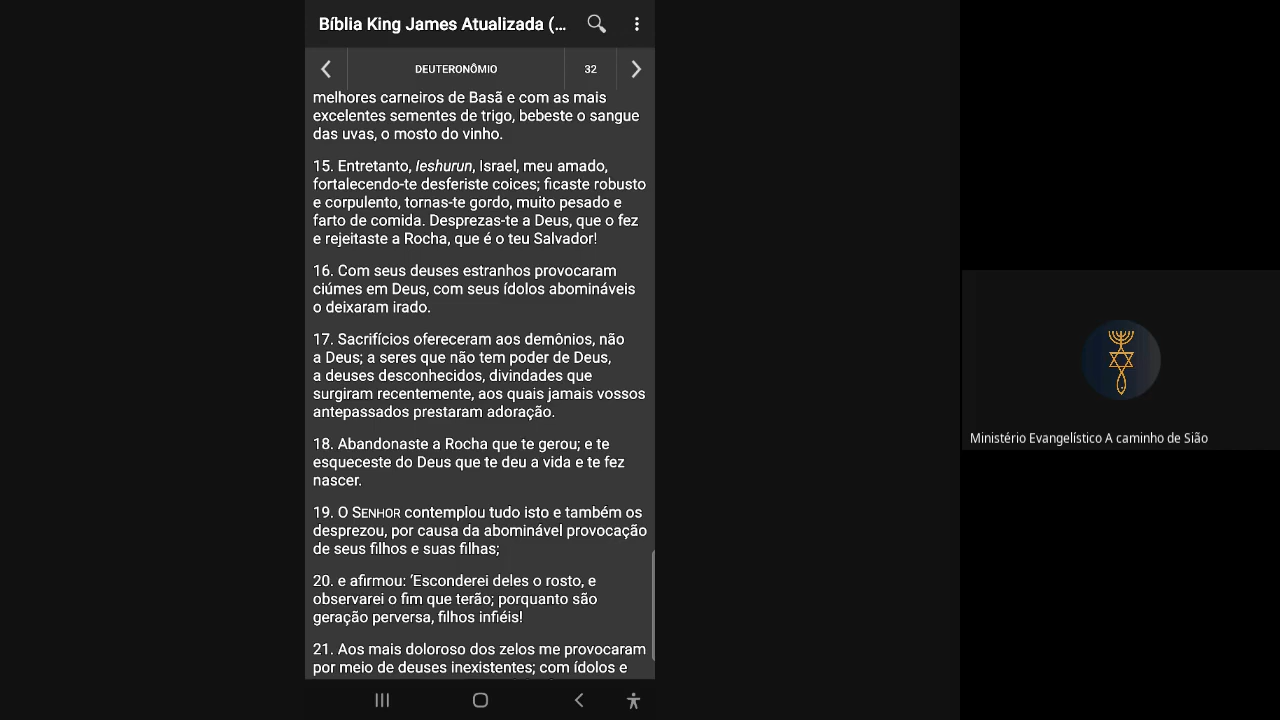 Bíblia King James Atualizada (...
DEUTERONÔMIO
32
melhores carneiros de Basã e com as mais
excelentes sementes de trigo, bebeste o sangue
das uvas, o mosto do vinho.
15. Entretanto, Ieshurun, Israel, meu amado,
fortalecendo-te desferiste coices; ficaste robusto
e corpulento, tornas-te gordo, muito pesado e
farto de comida. Desprezas-te a Deus, que o fez
e rejeitaste a Rocha, que é o teu Salvador!
16. Com seus deuses estranhos provocaram
ciúmes em Deus, com seus ídolos abomináveis
o deixaram irado.
17. Sacrifícios ofereceram aos demônios, não
a Deus; a seres que não tem poder de Deus,
a deuses desconhecidos, divindades que
surgiram recentemente, aos quais jamais vossos
antepassados prestaram adoração.
18. Abandonaste a Rocha que te gerou; e te
esqueceste do Deus que te deu a vida e te fez
nascer.
19. O SENHOR contemplou tudo isto e também os
desprezou, por causa da abominável provocação
de seus filhos e suas filhas;
20. e afirmou: ‘Esconderei deles o rosto, e
observarei o fim que terão; porquanto são
geração perversa, filhos infiéis!
21. Aos mais doloroso dos zelos me provocaram
por meio de deuses inexistentes; com ídolos e
Ministério Evangelístico A caminho de Sião